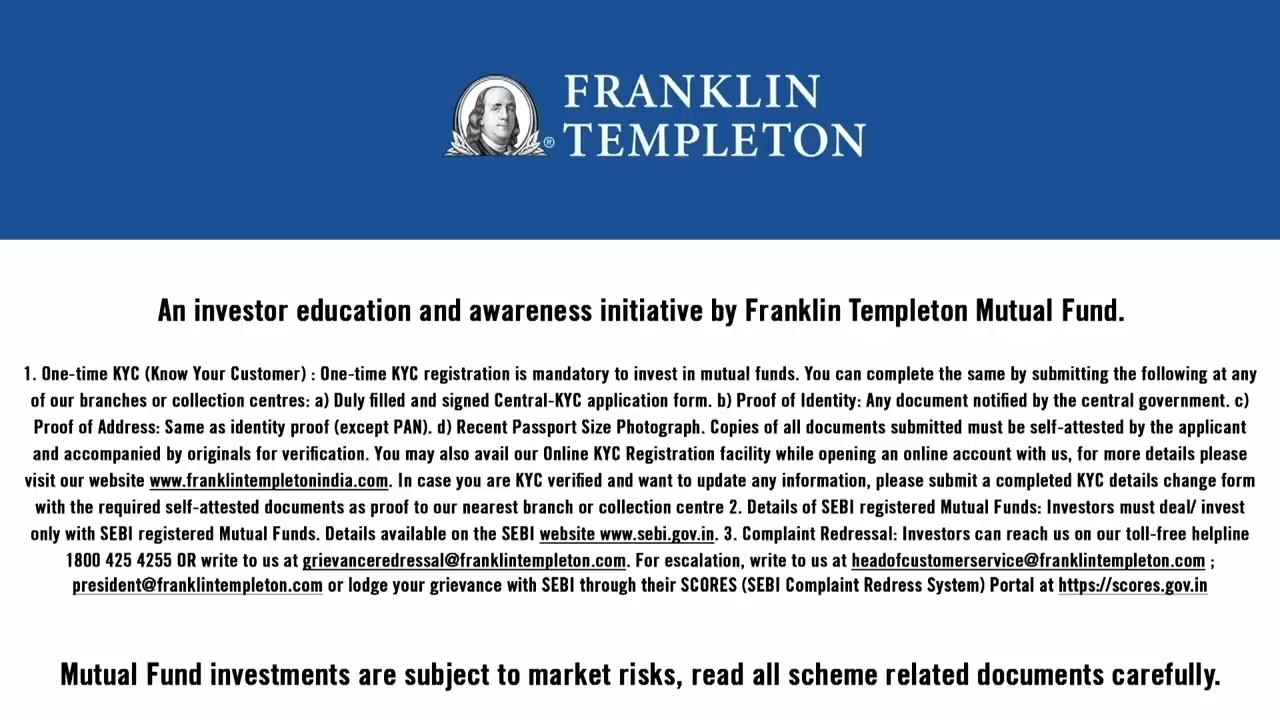 FRANKLIN
TEMPLETON
®
An investor education and awareness initiative by Franklin Templeton Mutual Fund.
1. One-time KYC (Know Your Customer) : One-time KYC registration is mandatory to invest in mutual funds. You can complete the same by submitting the following at any
of our branches or collection centres: a) Duly filled and signed Central-KYC application form. b) Proof of Identity: Any document notified by the central government. c)
Proof of Address: Same as identity proof (except PAN). d) Recent Passport Size Photograph. Copies of all documents submitted must be self-attested by the applicant
and accompanied by originals for verification. You may also avail our Online KYC Registration facility while opening an online account with us, for more details please
visit our website www.franklintempletonindia.com. In case you are KYC verified and want to update any information, please submit a completed KYC details change form
with the required self-attested documents as proof to our nearest branch or collection centre 2. Details of SEBI registered Mutual Funds: Investors must deal/ invest
only with SEBI registered Mutual Funds. Details available on the SEBI website www.sebi.gov.in. 3. Complaint Redressal: Investors can reach us on our toll-free helpline
1800 425 4255 OR write to us at grievanceredressal@franklintempleton.com. For escalation, write to us at headofcustomerservice@franklintempleton.com ;
president@franklintempleton.com or lodge your grievance with SEBI through their SCORES (SEBI Complaint Redress System) Portal at https://scores.gov.in
Mutual Fund investments are subject to market risks, read all scheme related documents carefully.